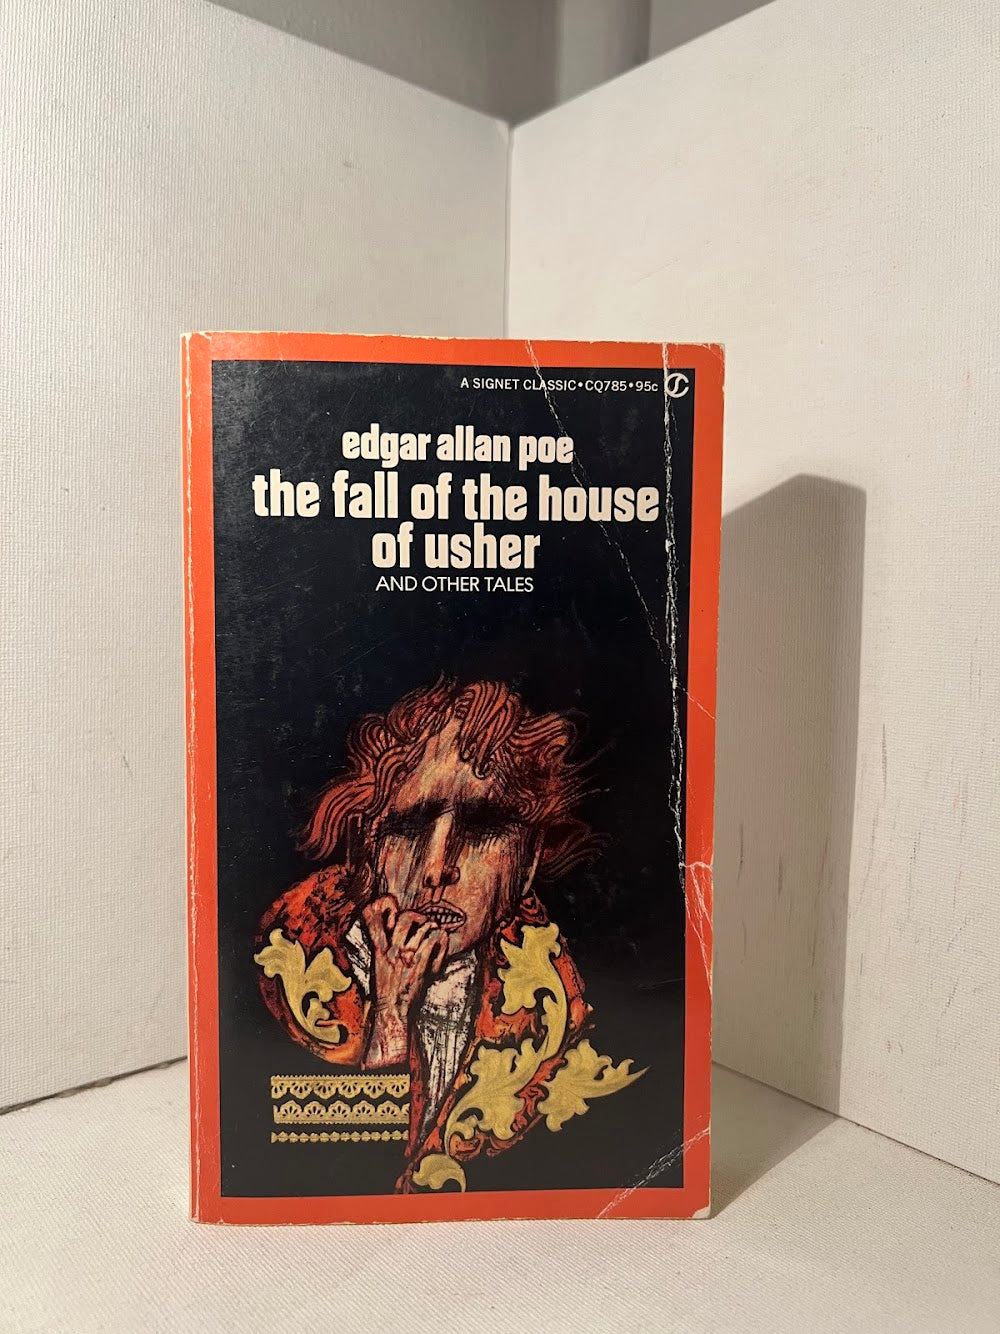 A SIGNET CLASSIC•CQ785•95c
edgar allan poe
the fall of the house
of usher
AND OTHER TALES